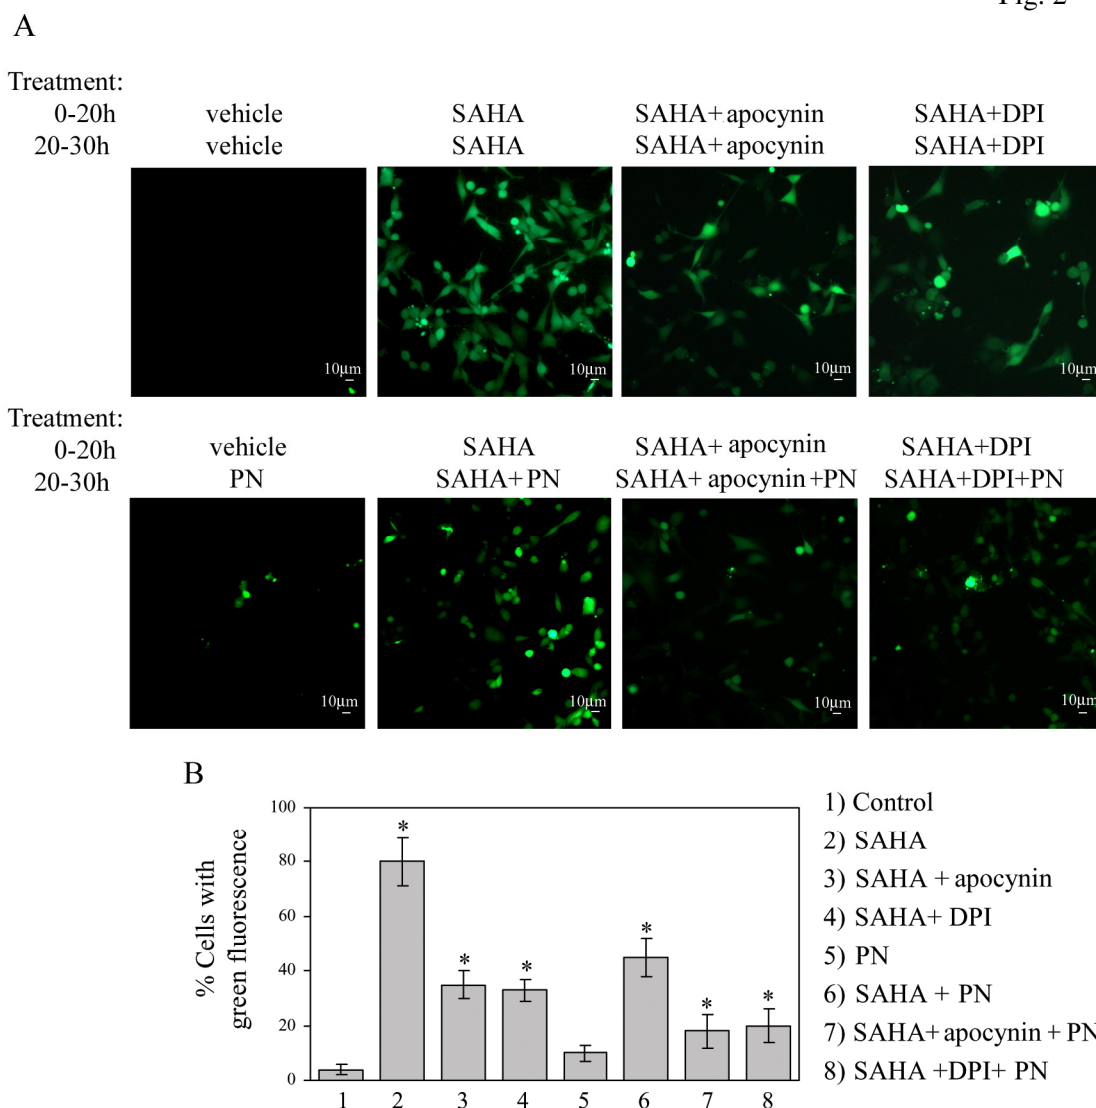 Fig. 2
A
Treatment:
0-20h vehicle SAHA SAHA+ apocynin SAHA+DPI
20-30h vehicle SAHA SAHA+ apocynin SAHA+DPI
10μm 10μm 10μm 10μm
Treatment:
0-20h vehicle SAHA SAHA+ apocynin SAHA+DPI
20-30h PN SAHA+ PN SAHA+ apocynin +PN SAHA+DPI+PN
10μm 10μm 10μm 10μm
B
% Cells with
green fluorescence
100
80
60
40
20
0
* * * * * *
1 2 3 4 5 6 7 8
1) Control
2) SAHA
3) SAHA + apocynin
4) SAHA+ DPI
5) PN
6) SAHA + PN
7) SAHA+ apocynin + PN
8) SAHA +DPI+ PN